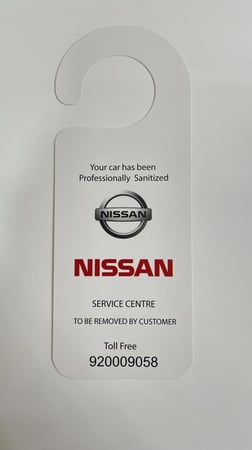 Your car has been
Professionally Sanitized
NISSAN
NISSAN
SERVICE CENTRE
TO BE REMOVED BY CUSTOMER
Toll Free
920009058